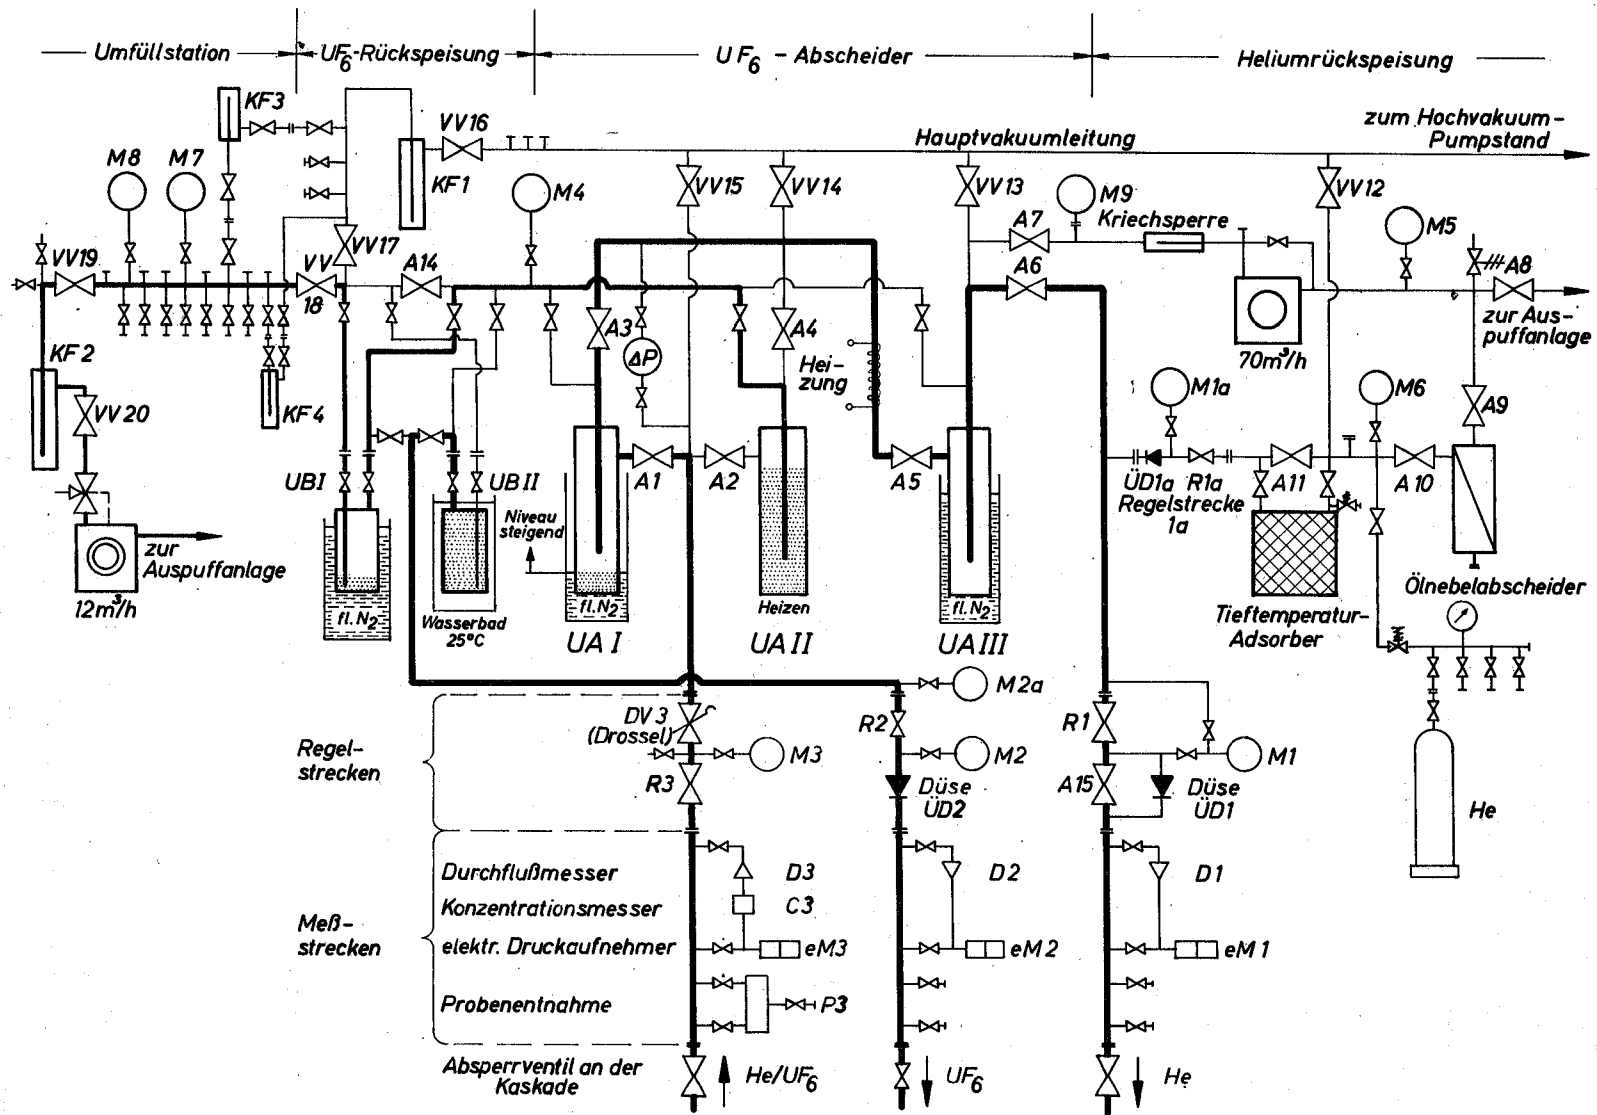 Umfüllstation
UF6-Rückspeisung
UF6 - Abscheider
Heliumrückspeisung
zum Hochvakuum-
Pumpstand
Hauptvakuumleitung
KF3
VV16
KF1
M8
M7
M4
VV15
VV14
VV13
M9
Kriechsperre
VV12
M5
A7
VV17
VV19
VV
18
A14
A6
A8
zur Aus-
puffanlage
A3
ΔP
A4
Hei-
zung
70m³/h
KF2
VV20
KF4
M1a
M6
A9
UBI
UBII
A1
A2
A5
ÜD1a
R1a
Regelstrecke
1a
A11
A10
Niveau
steigend
zur
Auspuffanlage
12m³/h
fl.N2
Wasserbad
25°C
fl.N2
UA I
Heizen
UA II
fl.N2
UA III
Tieftemperatur-
Adsorber
Ölnebelabscheider
M2a
Regel-
strecken
DV3
(Drossel)
M3
R3
R2
M2
Düse
ÜD2
R1
M1
A15
Düse
ÜD1
He
Meß-
strecken
Durchflußmesser
D3
D2
D1
Konzentrationsmesser
C3
elektr. Druckaufnehmer
eM3
eM2
eM1
Probenentnahme
P3
Absperrventil an der
Kaskade
He/UF6
UF6
He